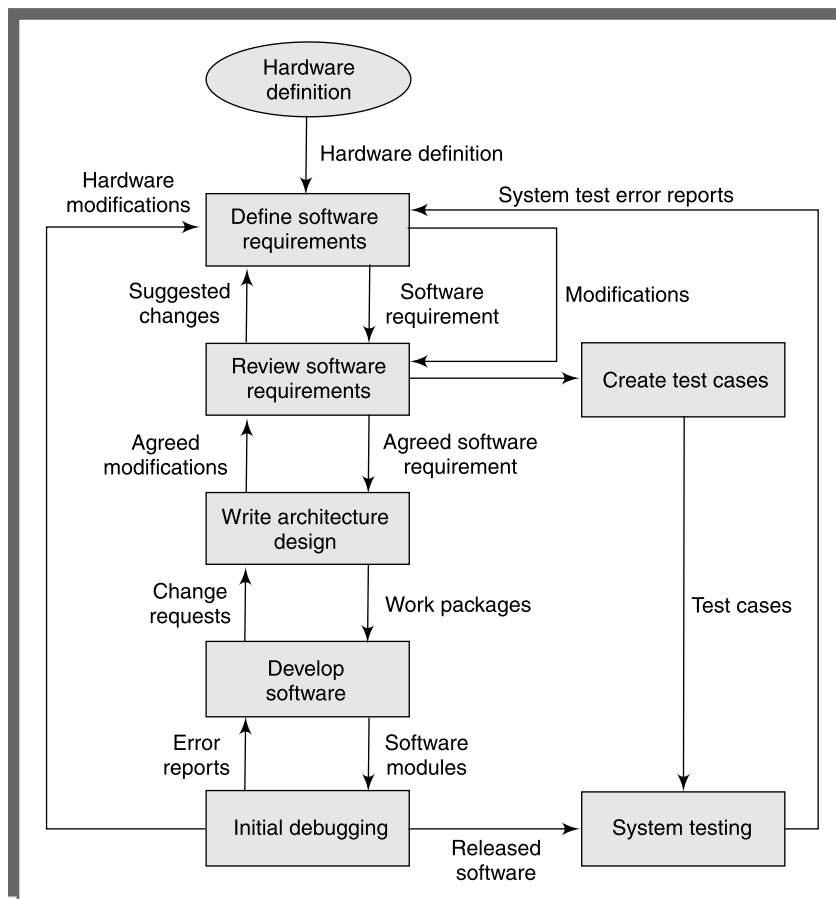 Hardware
definition
Hardware definition
Hardware
modifications
System test error reports
Define software
requirements
Suggested
changes
Software
requirement
Modifications
Review software
requirements
Create test cases
Agreed
modifications
Agreed software
requirement
Write architecture
design
Change
requests
Work packages
Test cases
Develop
software
Error
reports
Software
modules
Initial debugging
Released
software
System testing